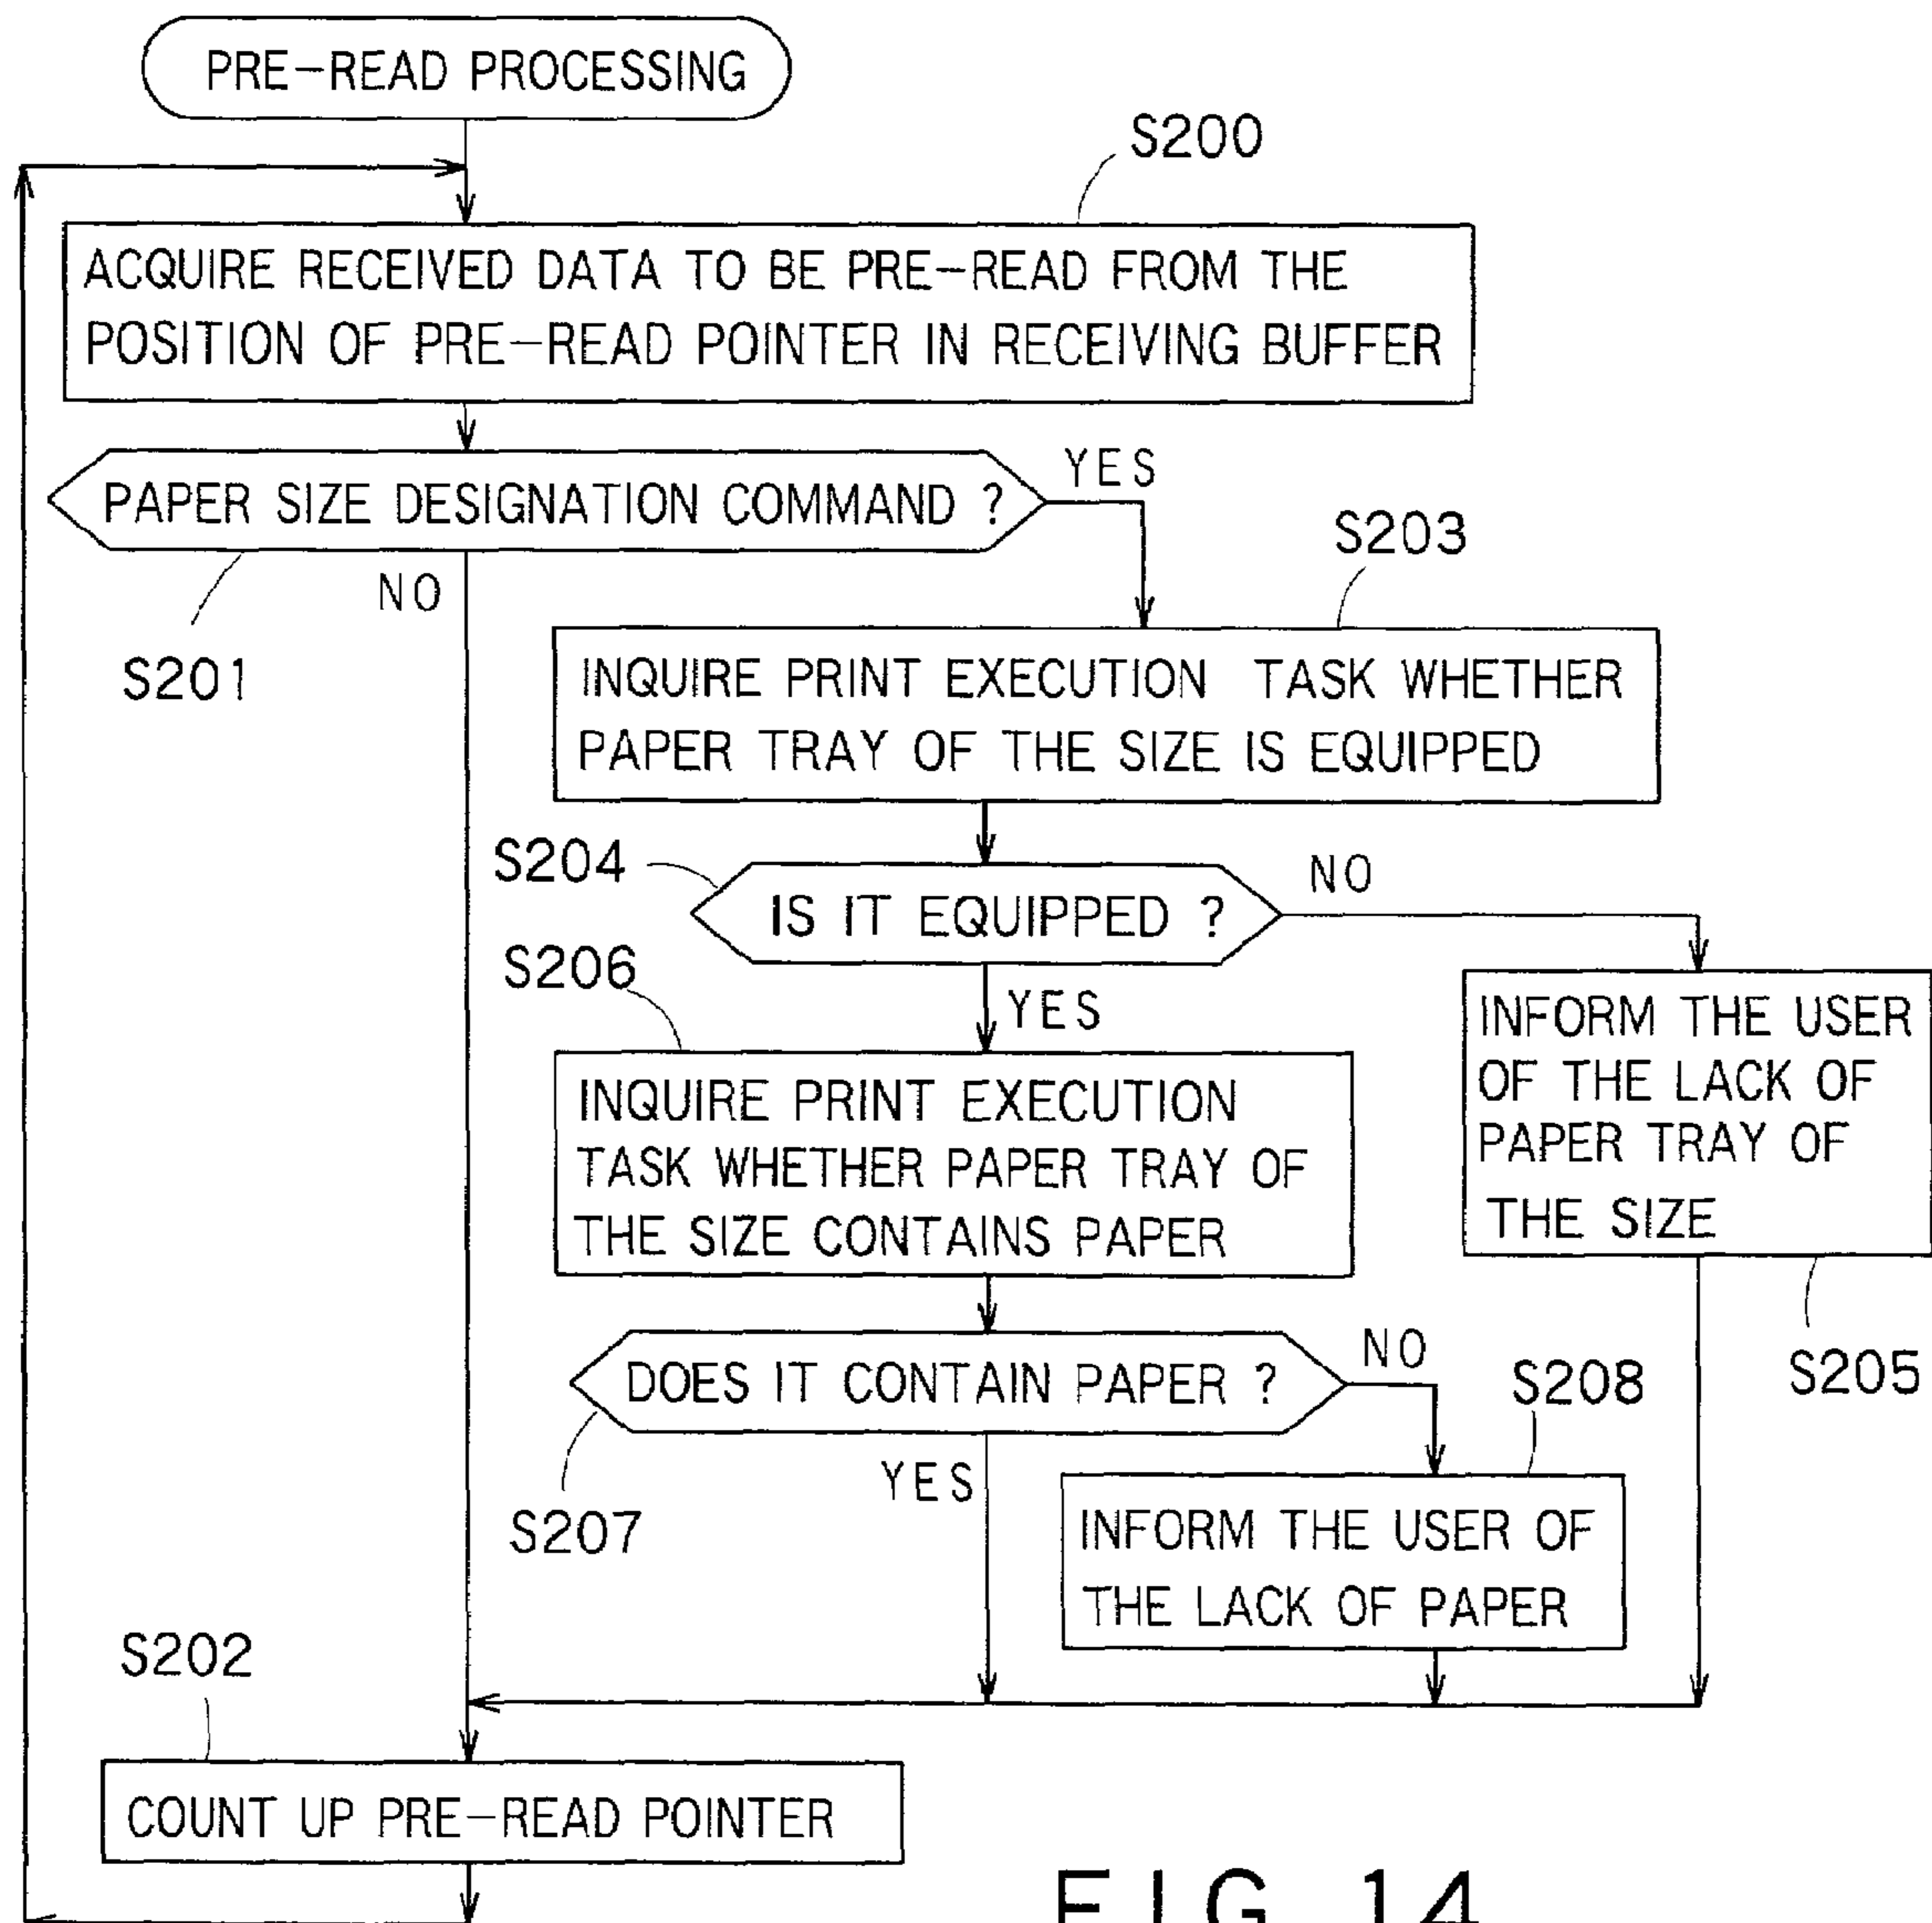 PRE-READ PROCESSING
S200
ACQUIRE RECEIVED DATA TO BE PRE-READ FROM THE
POSITION OF PRE-READ POINTER IN RECEIVING BUFFER
YES
PAPER SIZE DESIGNATION COMMAND ?
S203
NO
S201
INQUIRE PRINT EXECUTION TASK WHETHER
PAPER TRAY OF THE SIZE IS EQUIPPED
S204
NO
IS IT EQUIPPED ?
S206
YES
INFORM THE USER
OF THE LACK OF
PAPER TRAY OF
THE SIZE
INQUIRE PRINT EXECUTION
TASK WHETHER PAPER TRAY OF
THE SIZE CONTAINS PAPER
NO
S205
DOES IT CONTAIN PAPER ?
S208
YES
S207
INFORM THE USER OF
THE LACK OF PAPER
S202
COUNT UP PRE-READ POINTER
FIG. 14